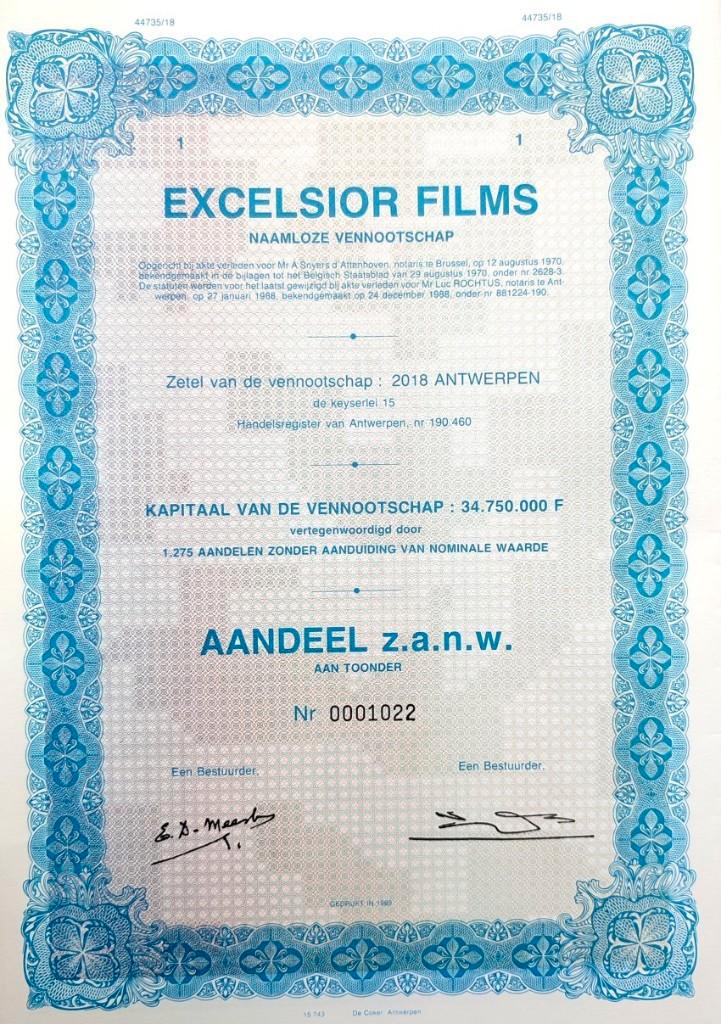 44735/18
44735/18
1
1
EXCELSIOR FILMS
NAAMLOZE VENNOOTSCHAP
Opgericht bij akte verleden voor Mr A Snyers d'Attenhoven, notaris te Brussel, op 12 augustus 1970,
bekendgemaakt in de bijlagen tot het Belgisch Staatsblad van 29 augustus 1970, onder nr 2628-3.
De statuten werden voor het laatst gewijzigd bij akte verleden voor Mr Luc ROCHTUS, notaris te Ant-
werpen, op 27 januari 1988, bekendgemaakt op 24 december 1988, onder nr 881224-190.
Zetel van de vennootschap : 2018 ANTWERPEN
de keyserlei 15
Handelsregister van Antwerpen, nr 190.460
KAPITAAL VAN DE VENNOOTSCHAP : 34.750.000 F
vertegenwoordigd door
1.275 AANDELEN ZONDER AANDUIDING VAN NOMINALE WAARDE
AANDEEL z.a.n.w.
AAN TOONDER
Nr 0001022
Een Bestuurder,
Een Bestuurder,
E. D.
GEDRUKT IN
15 743
De Coker Antwerpen